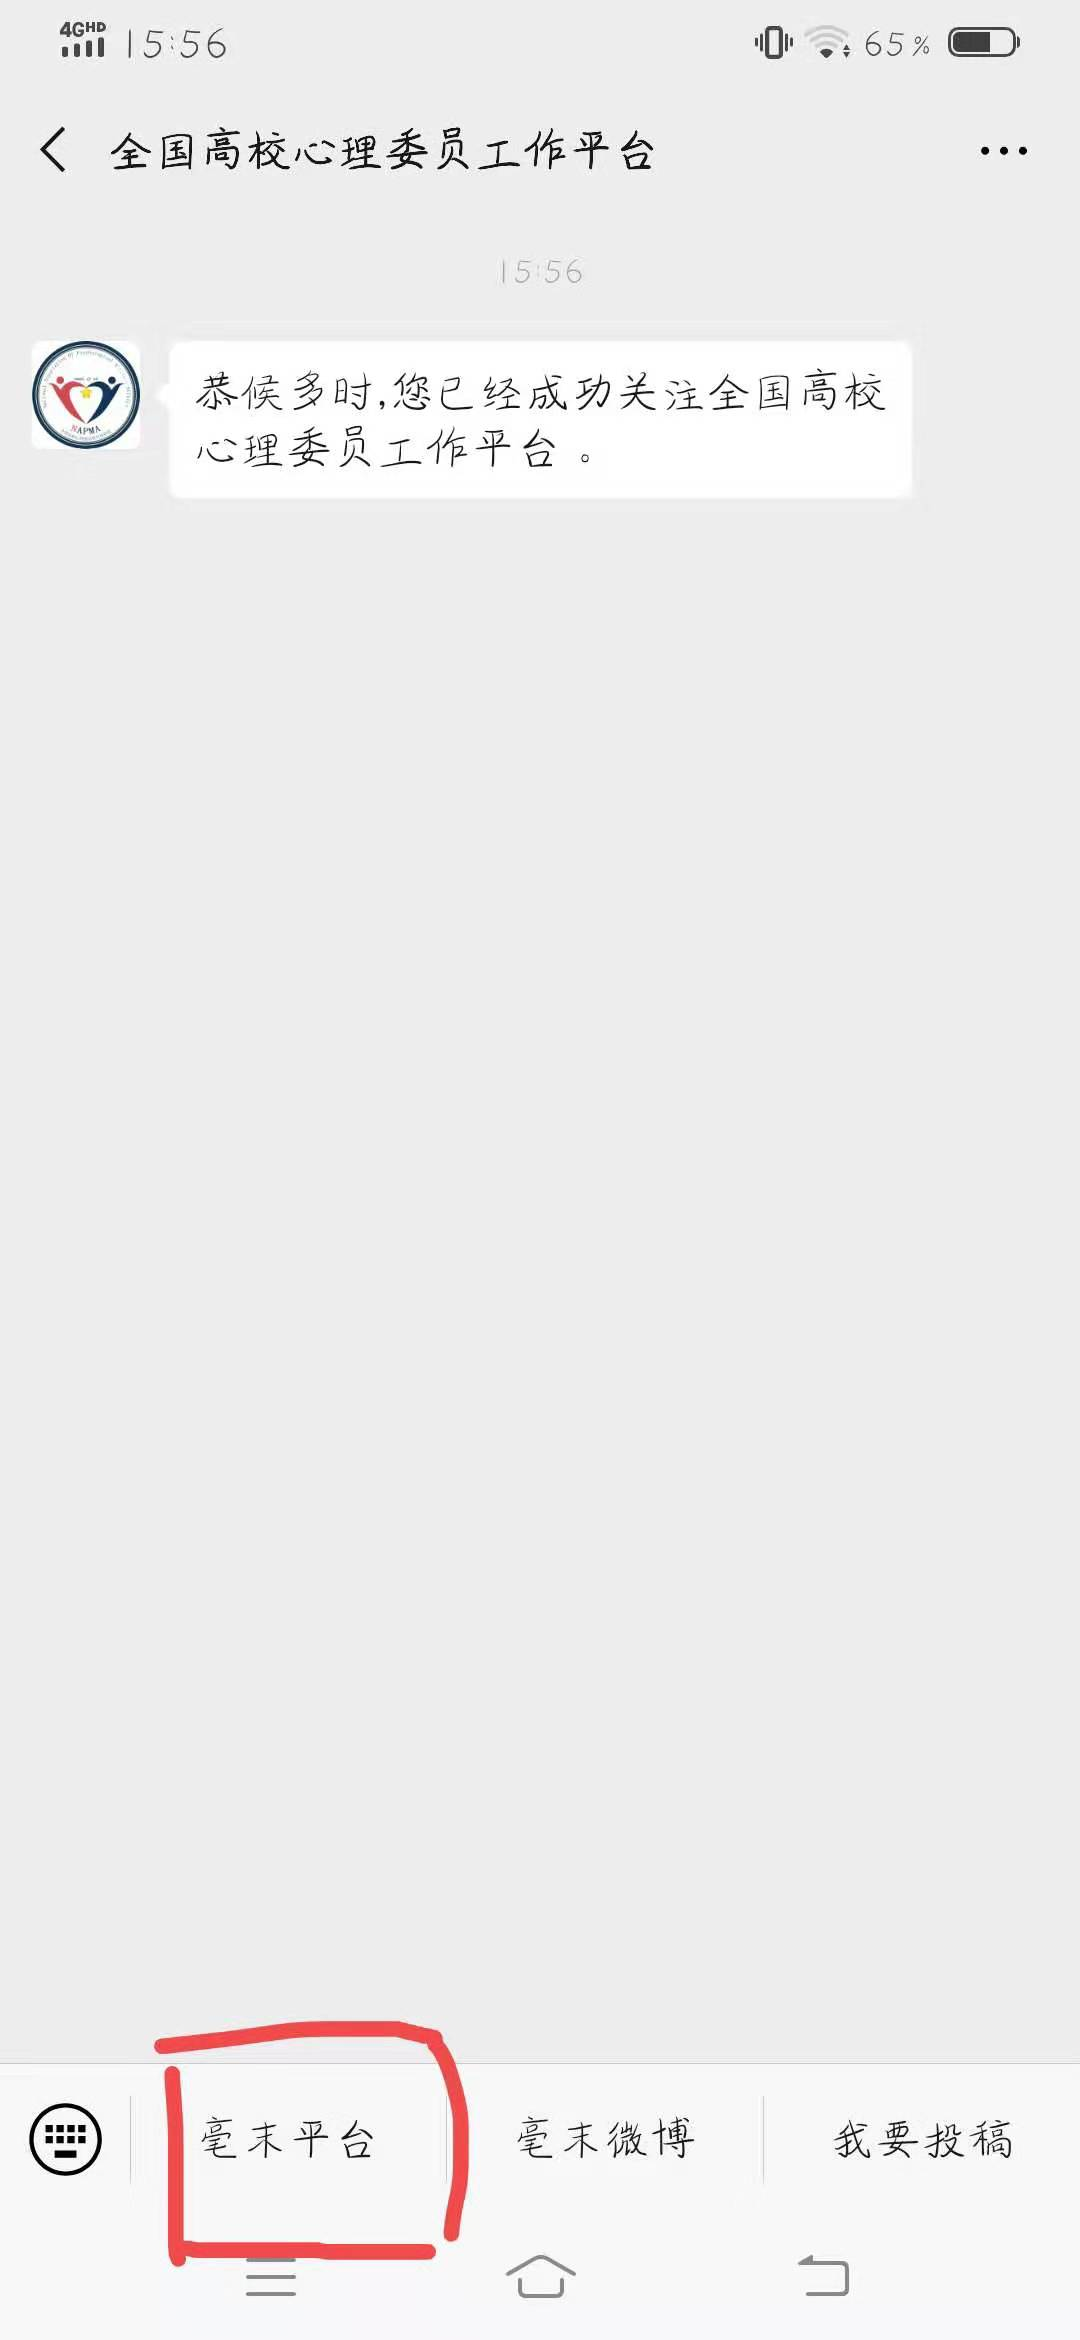 4GHD 15:56 65%
全国高校心理委员工作平台
15:56
恭候多时,您已经成功关注全国高校
心理委员工作平台。
NAPMA
毫末平台 毫末微博 我要投稿